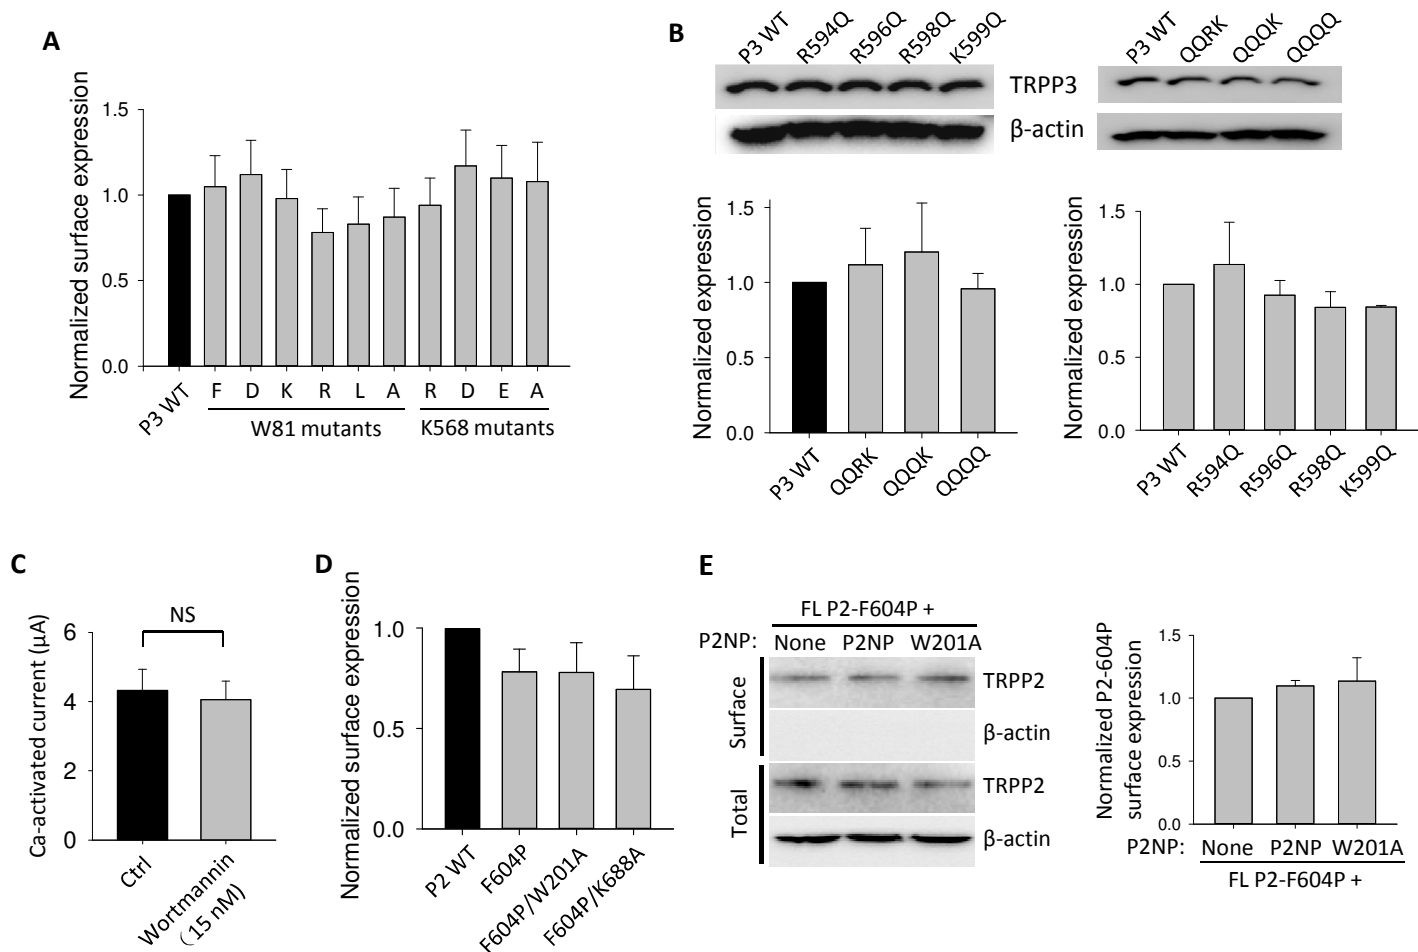 A
Normalized surface expression
1.5
1.0
0.5
0.0
P3 WT
F D K R L A R D E A
W81 mutants K568 mutants
B
P3 WT R594Q R596Q R598Q K599Q
P3 WT QQRK QQQK QQQQ
TRPP3
β-actin
Normalized expression
1.5
1.0
0.5
0.0
P3 WT QQRK QQQK QQQQ
Normalized expression
1.5
1.0
0.5
0.0
P3 WT R594Q R596Q R598Q K599Q
C
Ca-activated current (µA)
6
4
2
0
NS
Ctrl
Wortmannin
(15 nM)
D
Normalized surface expression
1.0
0.5
0.0
P2 WT F604P F604P/W201A F604P/K688A
E
FL P2-F604P +
P2NP: None P2NP W201A
Surface
TRPP2
β-actin
Total
TRPP2
β-actin
Normalized P2-604P
surface expression
1.5
1.0
0.5
0.0
P2NP: None P2NP W201A
FL P2-F604P +